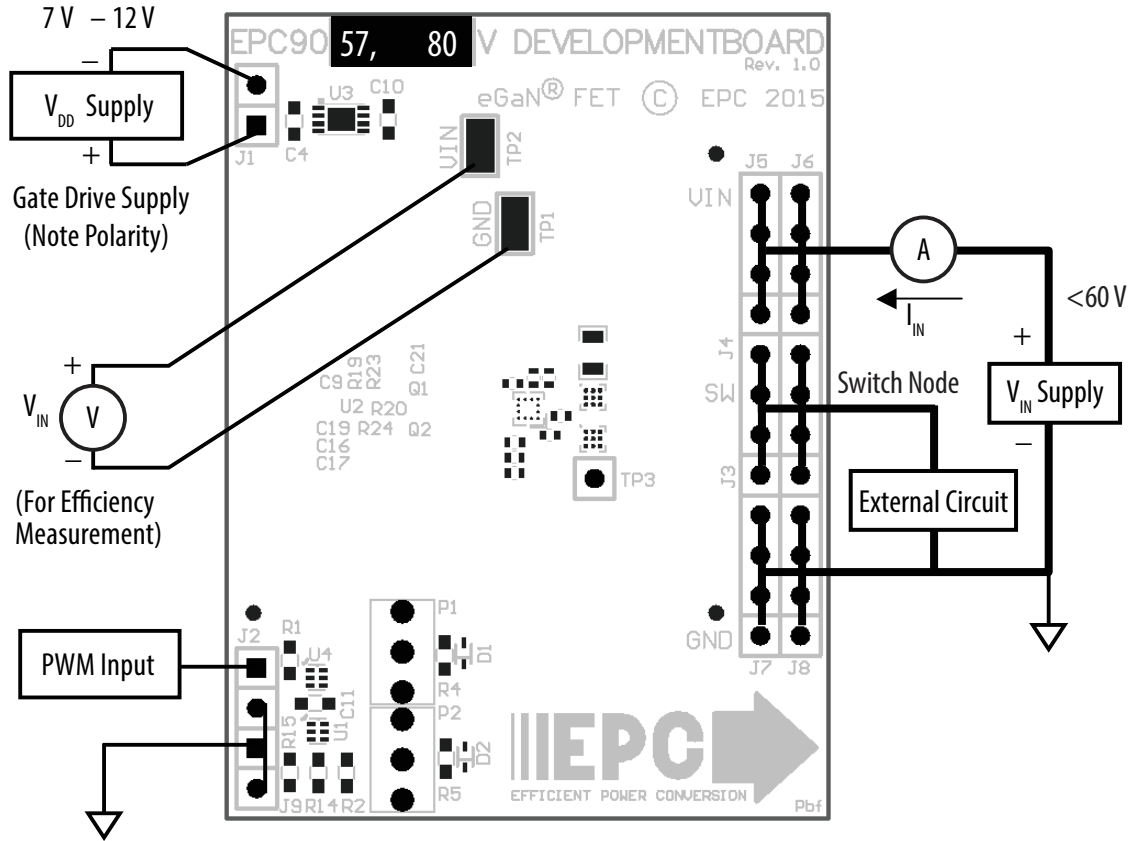 7 V – 12 V
EPC90 57, 80 V DEVELOPMENTBOARD
Rev. 1.0
eGaN® FET © EPC 2015
–
V_DD Supply
+
Gate Drive Supply
(Note Polarity)
J1
C4
U3
C10
VIN
TP2
GND
TP1
J5 J6
VIN
A
I_IN
<60 V
+
V_IN Supply
–
J4
SW
J3
Switch Node
External Circuit
+
V_IN
V
–
(For Efficiency
Measurement)
C9 R19 R23 C21
Q1
U2 R20
C19 R24 Q2
C16
C17
TP3
GND
J7 J8
PWM Input
J2
R1
U4
C11
R15
U1
J9 R14 R2
P1
D1
R4
P2
D2
R5
EPC
EFFICIENT POWER CONVERSION
Pbf